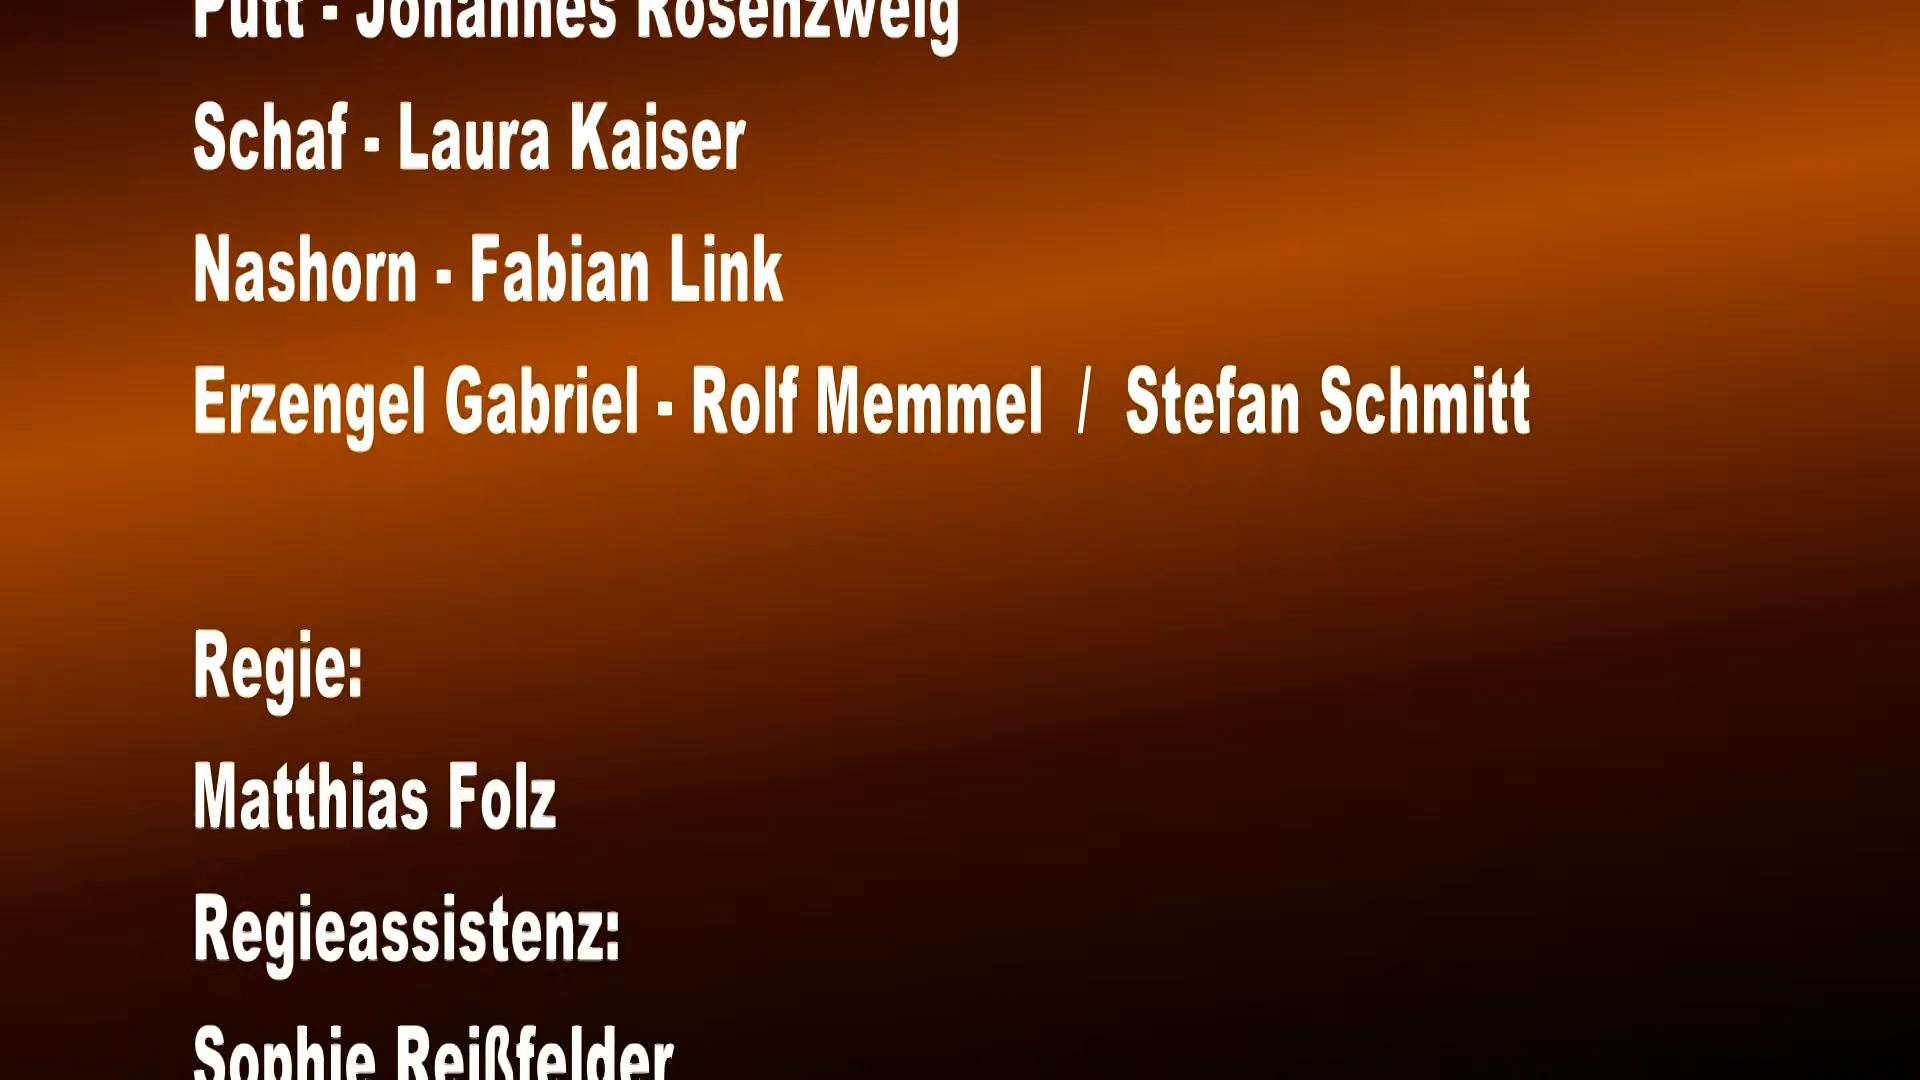 Putt - Johannes Rosenzweig
Schaf - Laura Kaiser
Nashorn - Fabian Link
Erzengel Gabriel - Rolf Memmel / Stefan Schmitt
Regie:
Matthias Folz
Regieassistenz:
Sophie Reißfelder